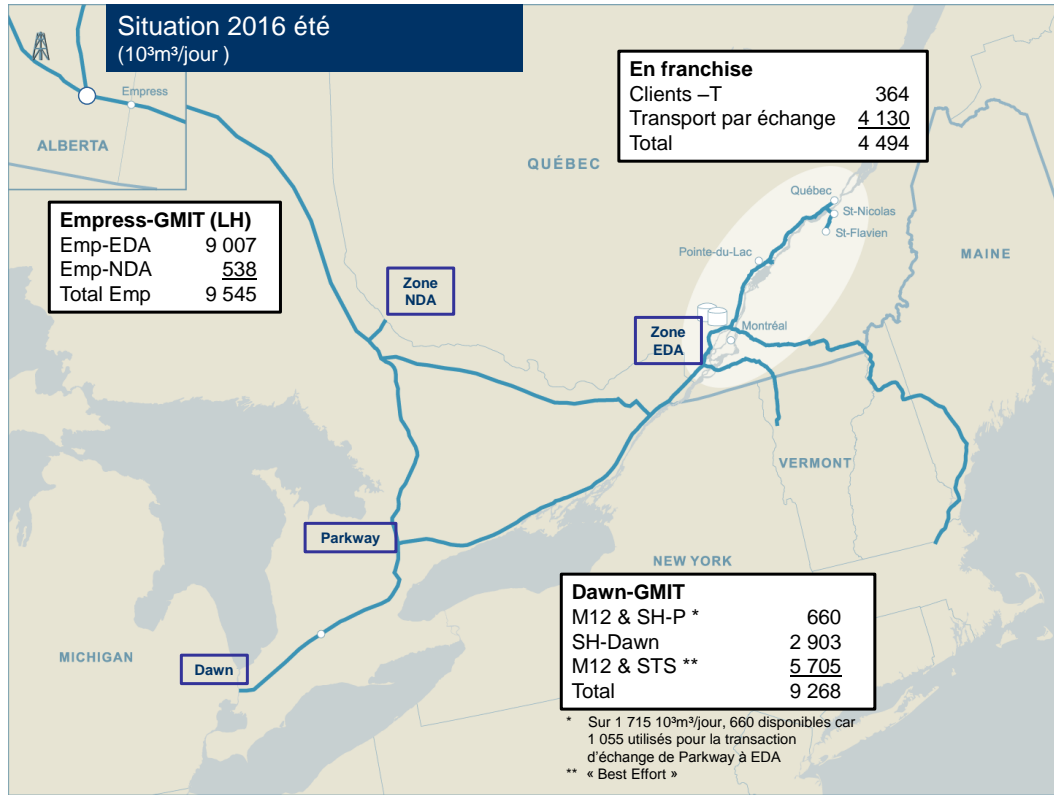 Situation 2016 été
(10³m³/jour )
Empress
ALBERTA
En franchise
Clients –T 364
Transport par échange 4 130
Total 4 494
QUÉBEC
Québec
St-Nicolas
St-Flavien
Pointe-du-Lac
MAINE
Empress-GMIT (LH)
Emp-EDA 9 007
Emp-NDA 538
Total Emp 9 545
Zone
NDA
Zone
EDA
Montréal
VERMONT
Parkway
NEW YORK
Dawn-GMIT
M12 & SH-P * 660
SH-Dawn 2 903
M12 & STS ** 5 705
Total 9 268
MICHIGAN
Dawn
* Sur 1 715 10³m³/jour, 660 disponibles car
1 055 utilisés pour la transaction
d'échange de Parkway à EDA
** « Best Effort »